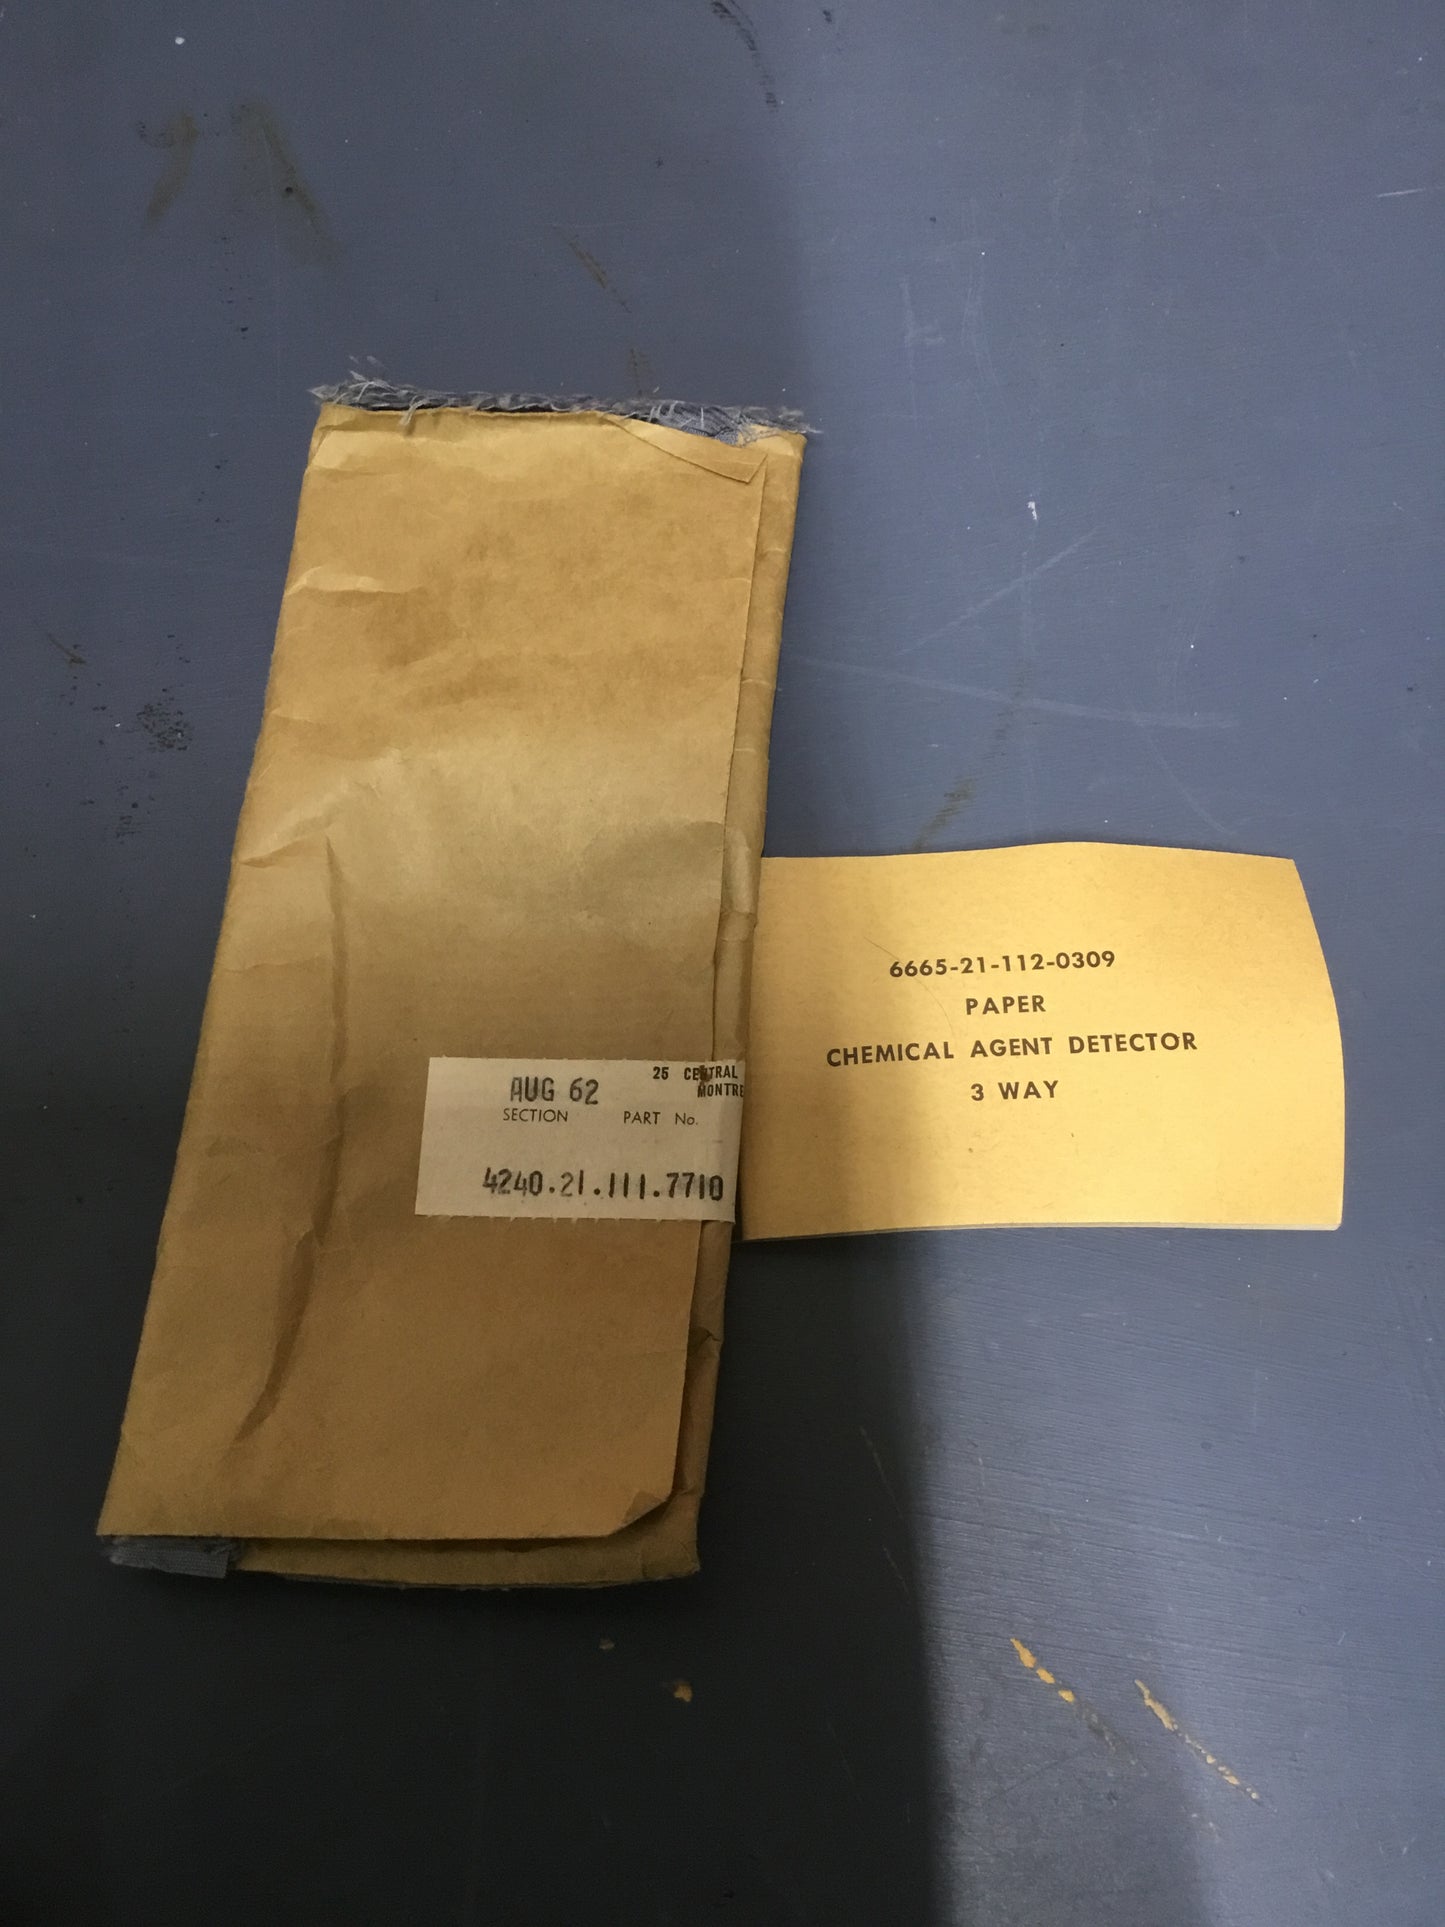 25 CENTRAL
MONTRE
AUG 62
SECTION PART No.
4240.21.111.7710
6665-21-112-0309
PAPER
CHEMICAL AGENT DETECTOR
3 WAY